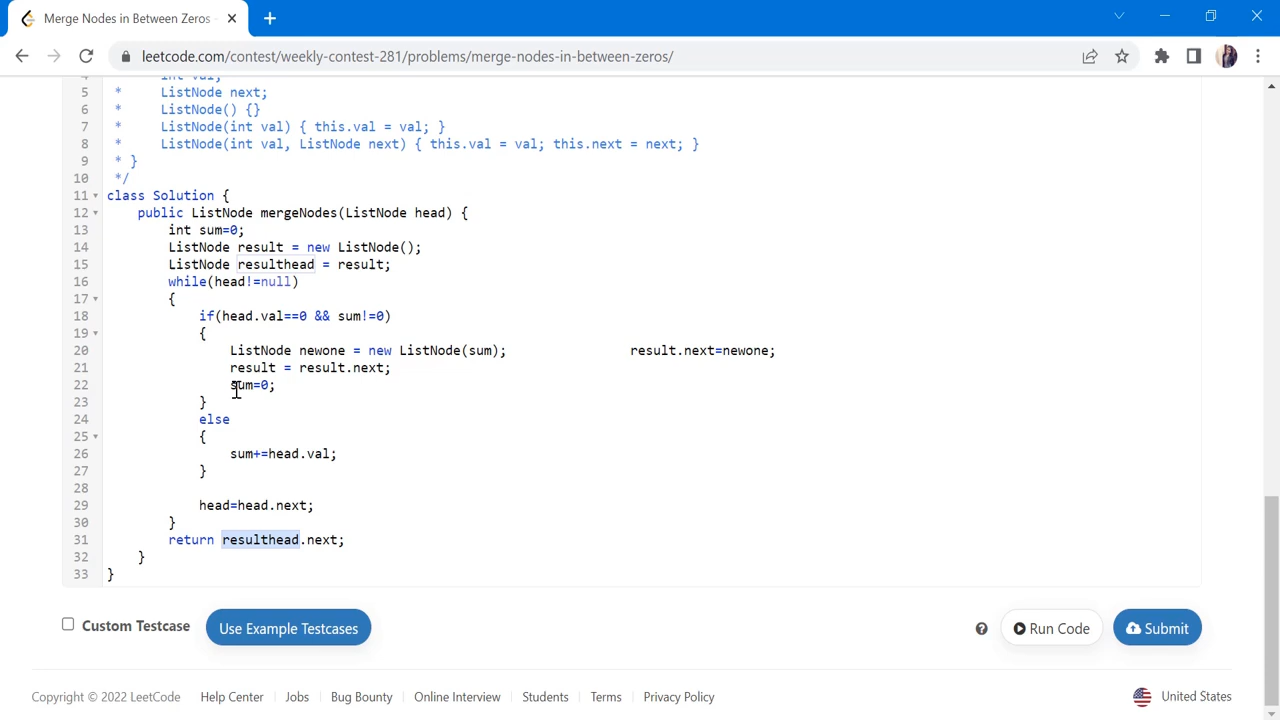 Merge Nodes in Between Zeros -
leetcode.com/contest/weekly-contest-281/problems/merge-nodes-in-between-zeros/
4 int val;
5 * ListNode next;
6 * ListNode() {}
7 * ListNode(int val) { this.val = val; }
8 * ListNode(int val, ListNode next) { this.val = val; this.next = next; }
9 * }
10 */
11 class Solution {
12 public ListNode mergeNodes(ListNode head) {
13 int sum=0;
14 ListNode result = new ListNode();
15 ListNode resulthead = result;
16 while(head!=null)
17 {
18 if(head.val==0 && sum!=0)
19 {
20 ListNode newone = new ListNode(sum); result.next=newone;
21 result = result.next;
22 sum=0;
23 }
24 else
25 {
26 sum+=head.val;
27 }
28
29 head=head.next;
30 }
31 return resulthead.next;
32 }
33 }
Custom Testcase Use Example Testcases Run Code Submit
Copyright © 2022 LeetCode Help Center Jobs Bug Bounty Online Interview Students Terms Privacy Policy United States